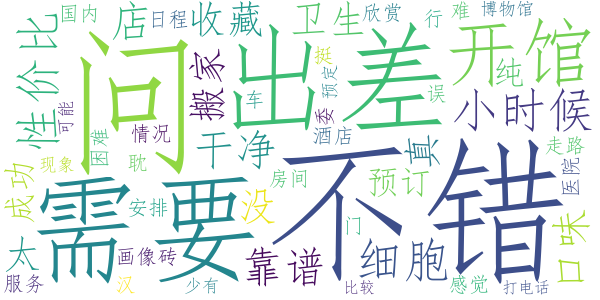 国内
日程
收藏
卫生
欣赏
行
难
博物馆
店
性价比
可能
问
出差
开馆
纯
搬家
挺
预定
车
委
误
小时候
情况
困难
干净
酒店
真
走路
成功
现象
耽
需要
不错
房间
预订
医院
口味
安排
没
门
太
画像砖
靠谱
细胞
感觉
服务
汉
少有
比较
打电话